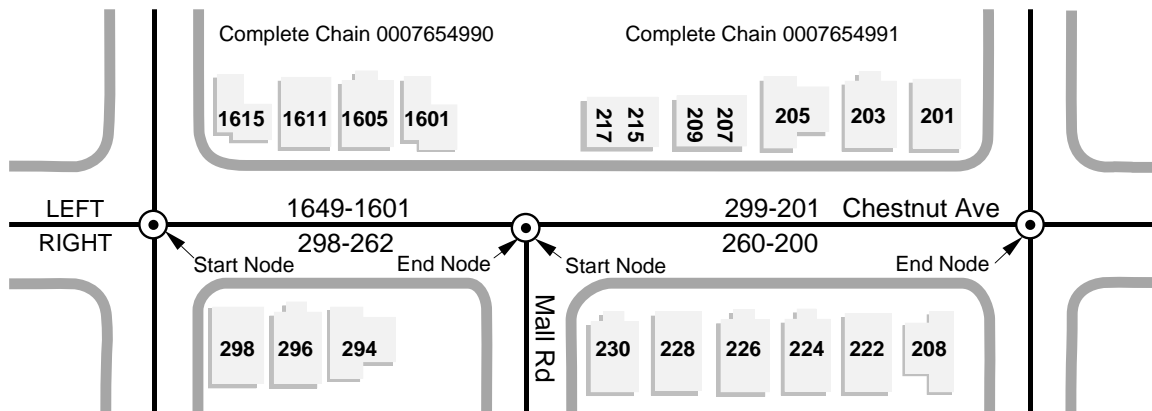 Complete Chain 0007654990
Complete Chain 0007654991
1615 1611 1605 1601
217 215 209 207 205 203 201
LEFT 1649-1601 299-201 Chestnut Ave
RIGHT 298-262 260-200
Start Node End Node Start Node End Node
Mall Rd
298 296 294
230 228 226 224 222 208